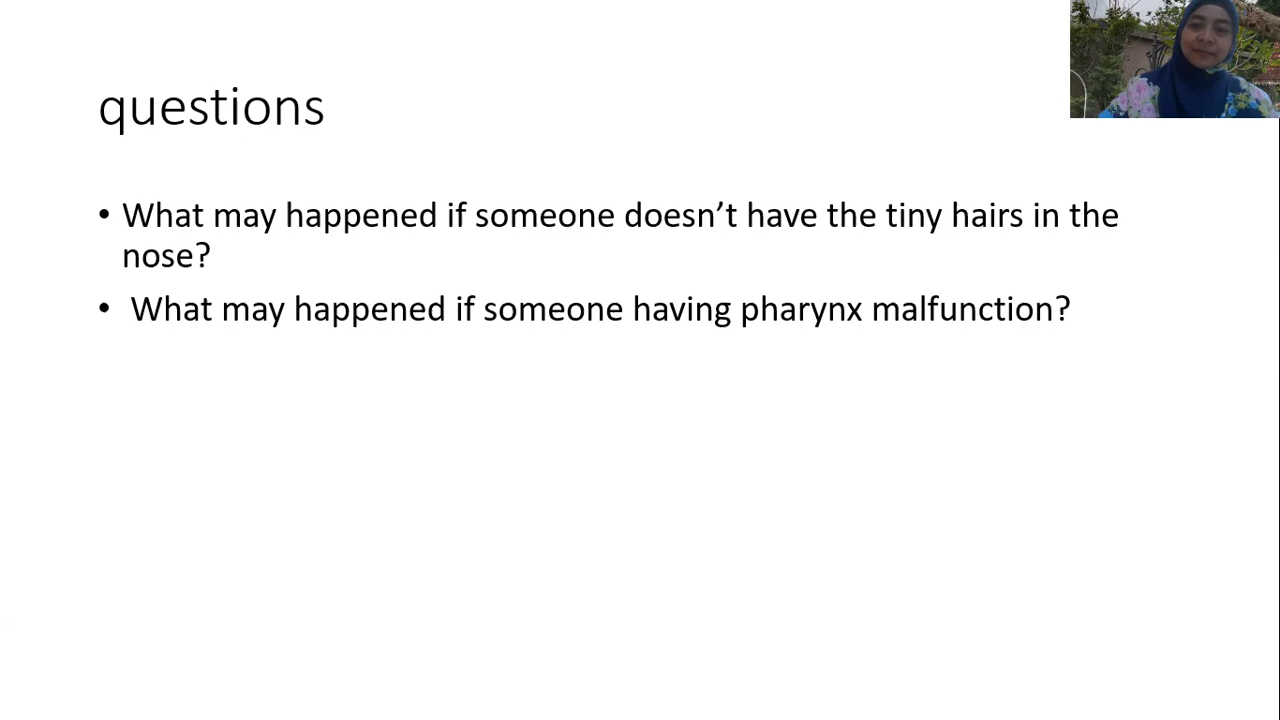 questions
• What may happened if someone doesn’t have the tiny hairs in the
nose?
• What may happened if someone having pharynx malfunction?